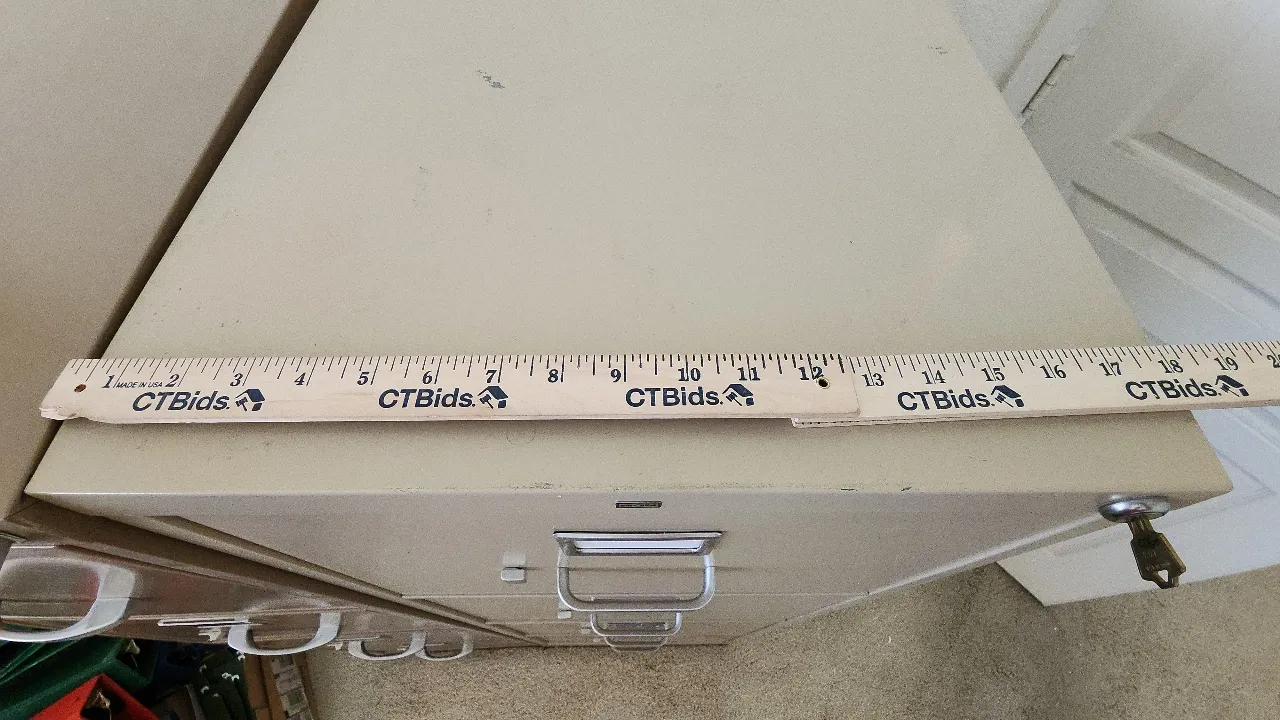 1 MADE IN USA 2 3 4 5 6 7 8 9 10 11 12 13 14 15 16 17 18 19
CTBids. CTBids. CTBids. CTBids. CTBids.